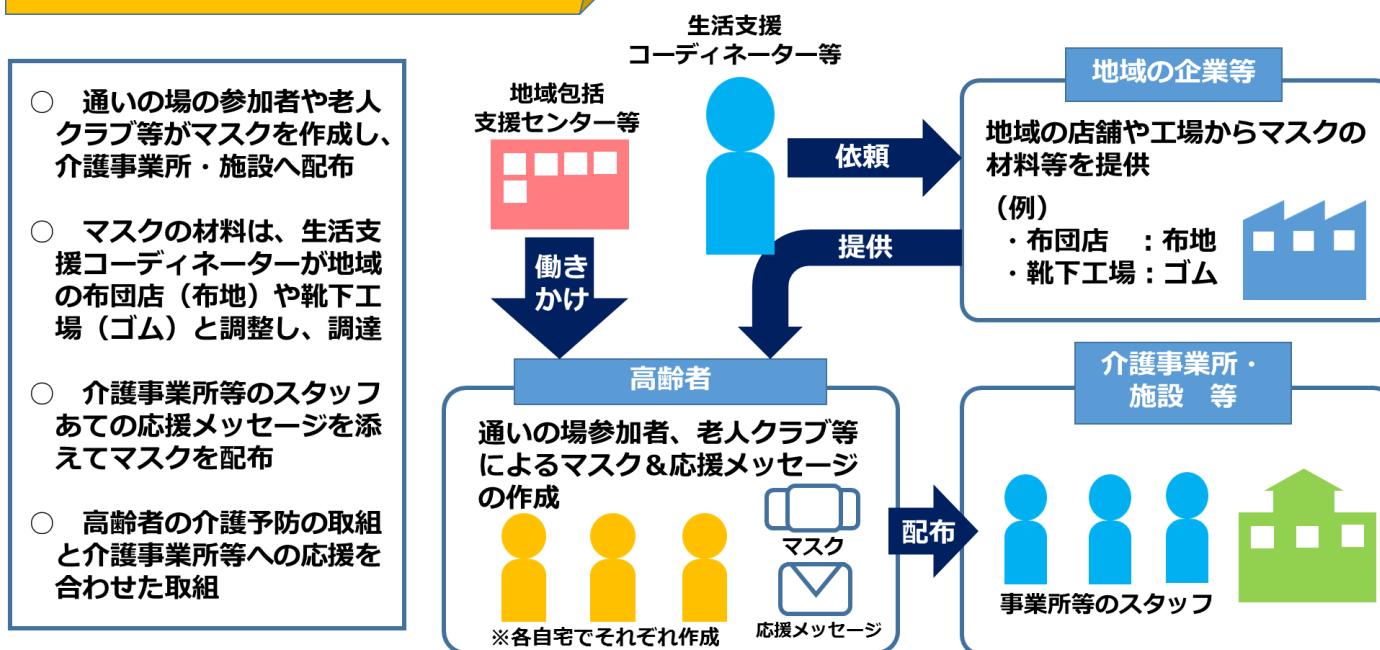 ○　通いの場の参加者や老人
クラブ等がマスクを作成し、
介護事業所・施設へ配布
○　マスクの材料は、生活支
援コーディネーターが地域
の布団店（布地）や靴下工
場（ゴム）と調整し、調達
○　介護事業所等のスタッフ
あての応援メッセージを添
えてマスクを配布
○　高齢者の介護予防の取組
と介護事業所等への応援を
合わせた取組
生活支援
コーディネーター等
地域包括
支援センター等
働き
かけ
依頼
提供
地域の企業等
地域の店舗や工場からマスクの
材料等を提供
（例）
・布団店　：布地
・靴下工場：ゴム
高齢者
通いの場参加者、老人クラブ等
によるマスク＆応援メッセージ
の作成
マスク
応援メッセージ
※各自宅でそれぞれ作成
配布
介護事業所・
施設　等
事業所等のスタッフ